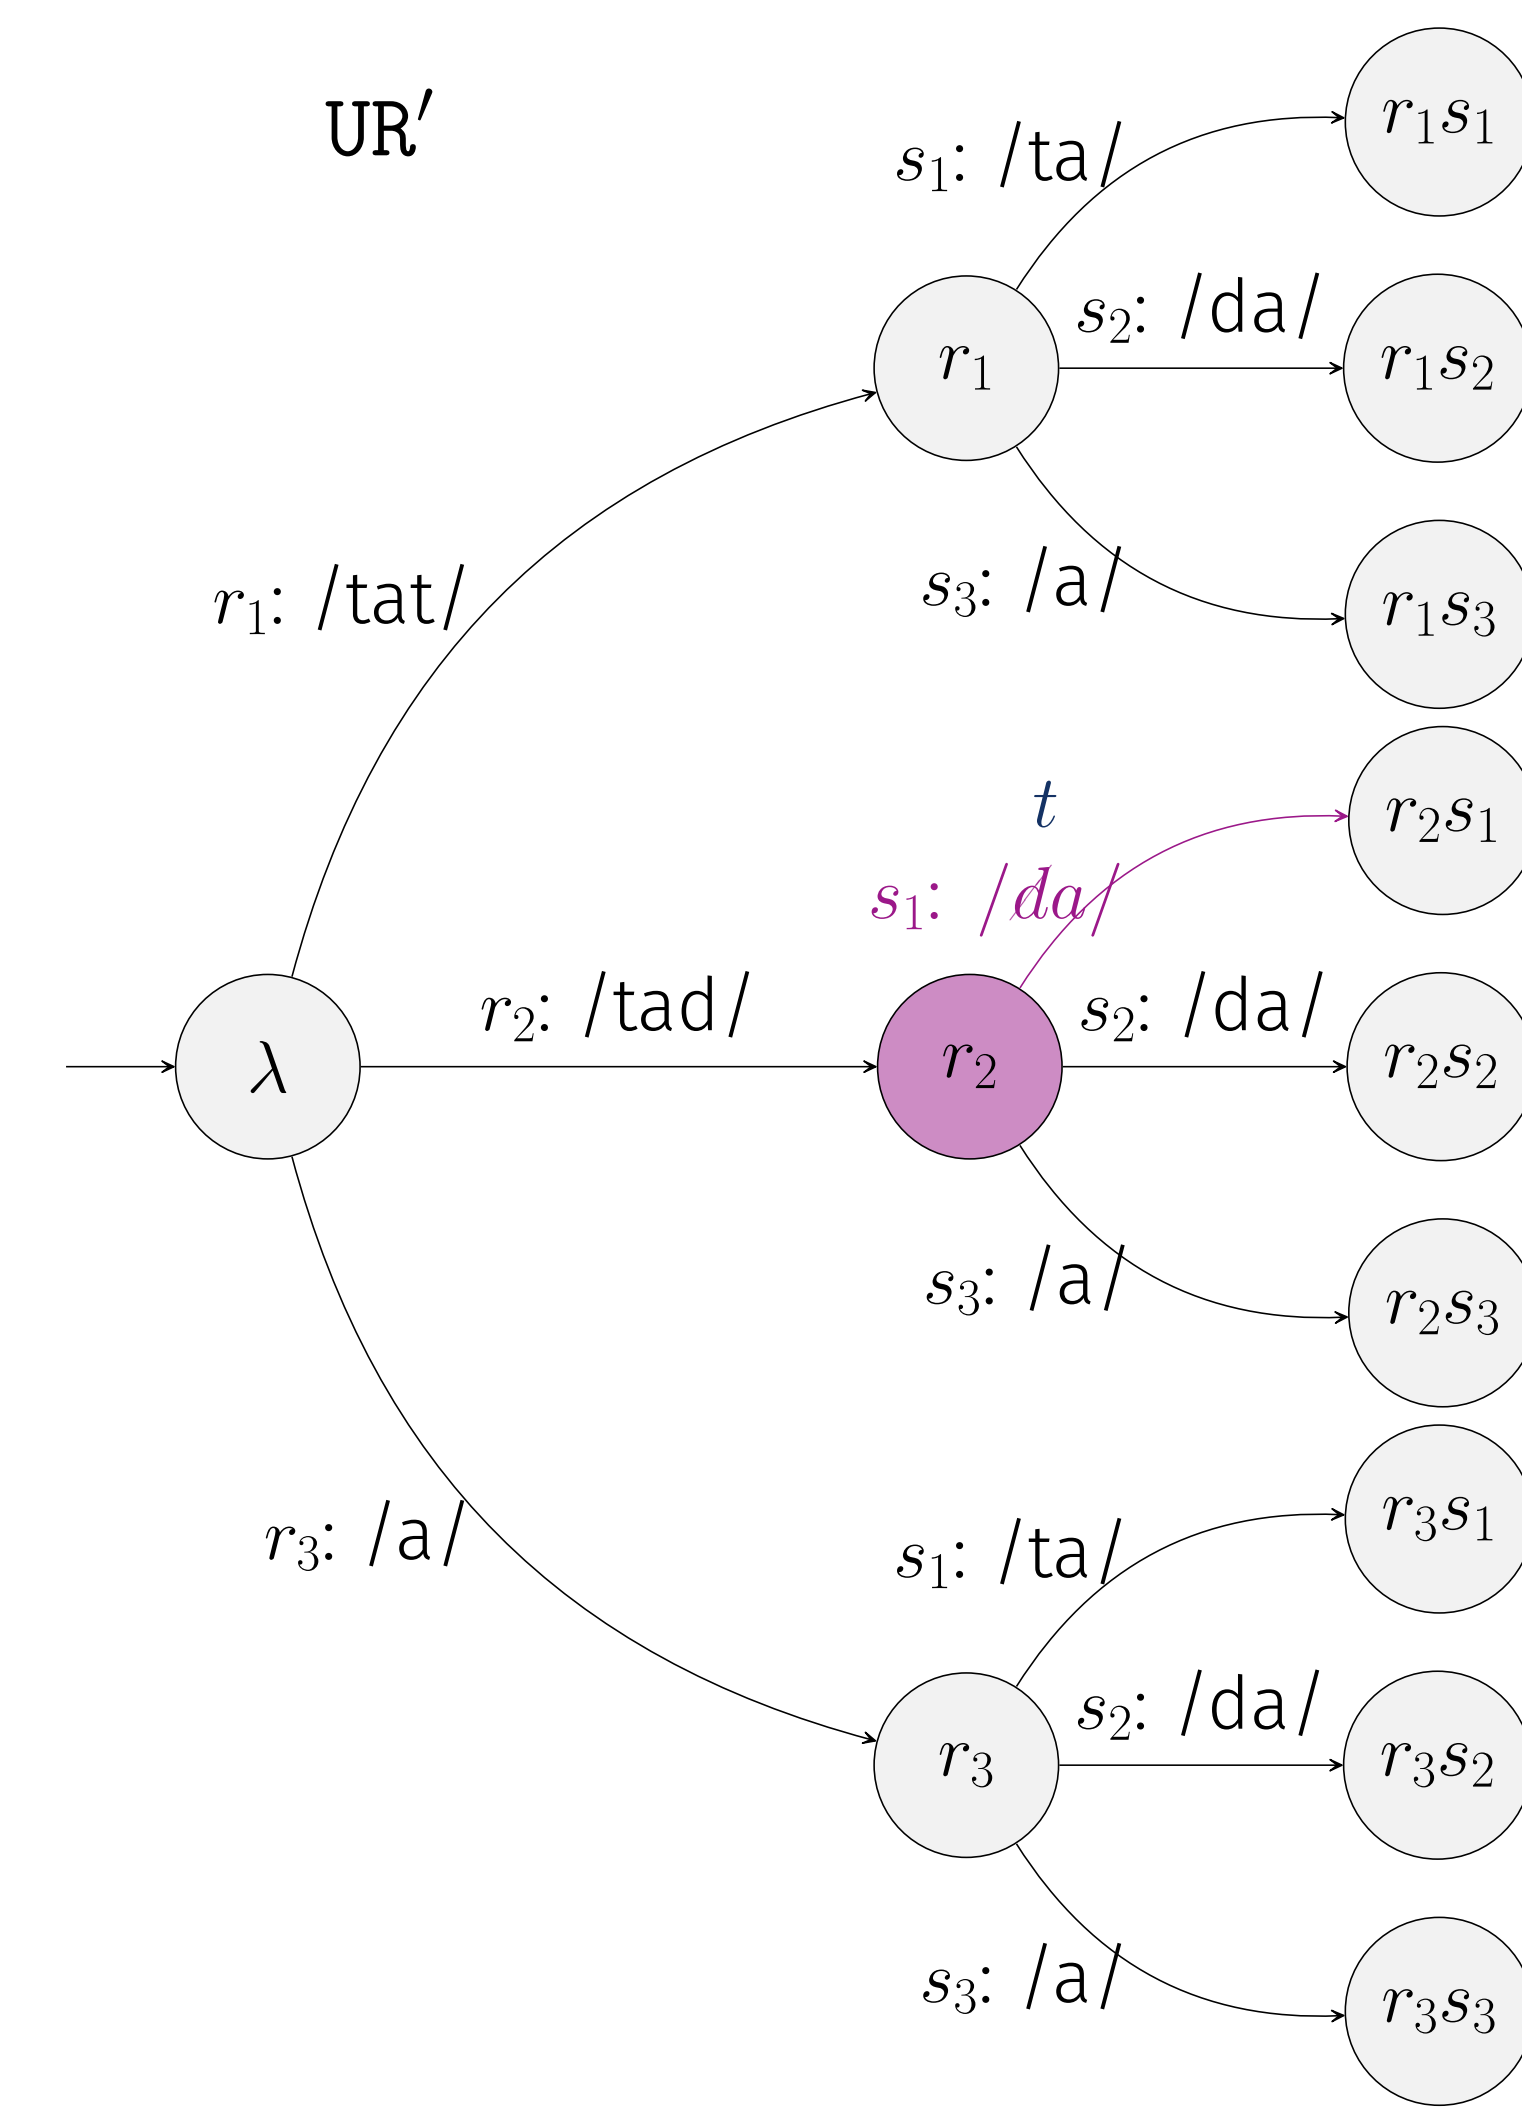 UR′
r₁s₁
s₁: /ta/
s₂: /da/
r₁
r₁s₂
r₁: /tat/
s₃: /a/
r₁s₃
t
r₂s₁
s₁: /da/
r₂: /tad/
s₂: /da/
λ
r₂
r₂s₂
s₃: /a/
r₂s₃
r₃: /a/
s₁: /ta/
r₃s₁
s₂: /da/
r₃
r₃s₂
s₃: /a/
r₃s₃